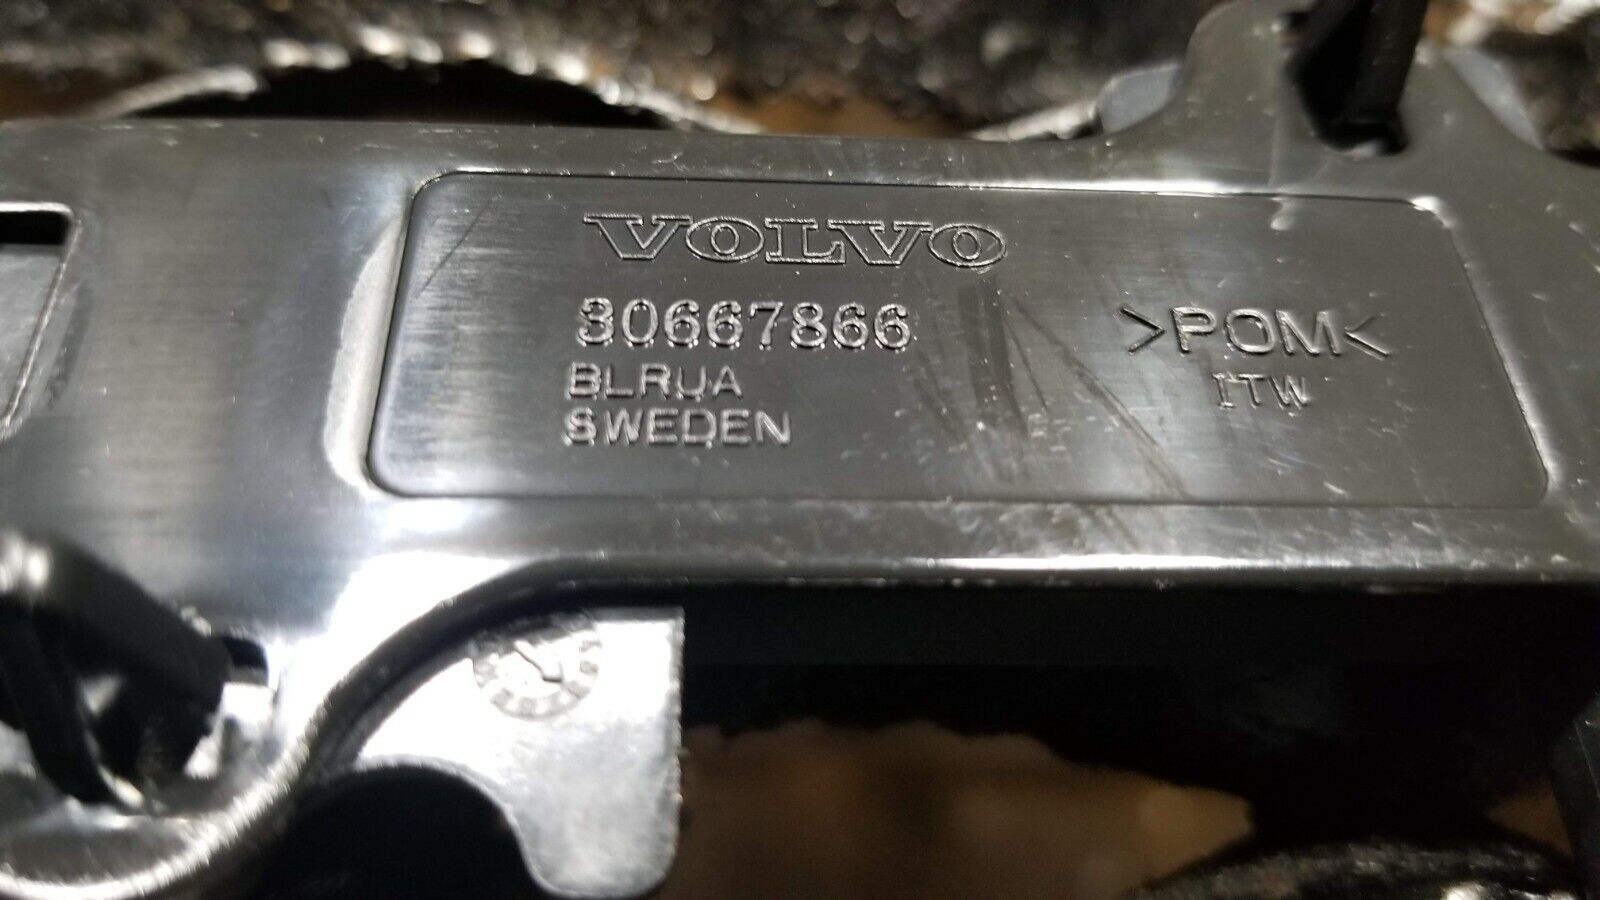 VOLVO
30667866
BLRUA
SWEDEN
>POM<
ITW